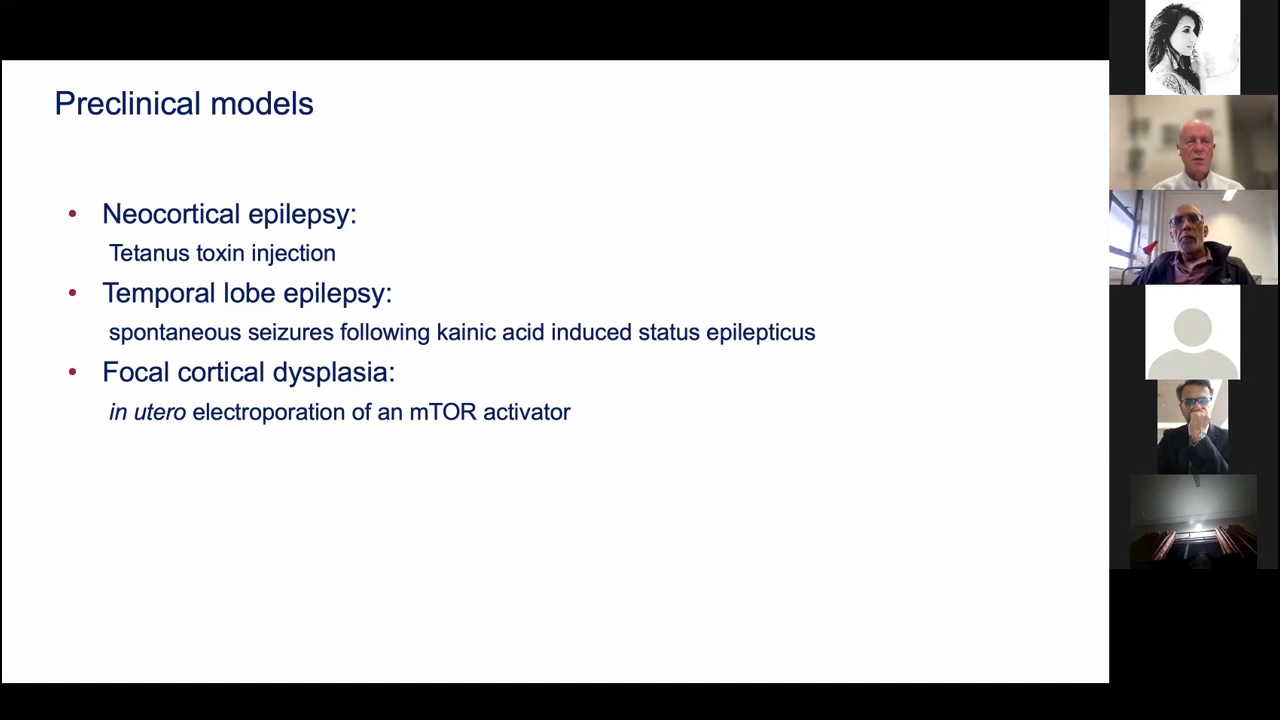 Preclinical models
• Neocortical epilepsy:
Tetanus toxin injection
• Temporal lobe epilepsy:
spontaneous seizures following kainic acid induced status epilepticus
• Focal cortical dysplasia:
in utero electroporation of an mTOR activator